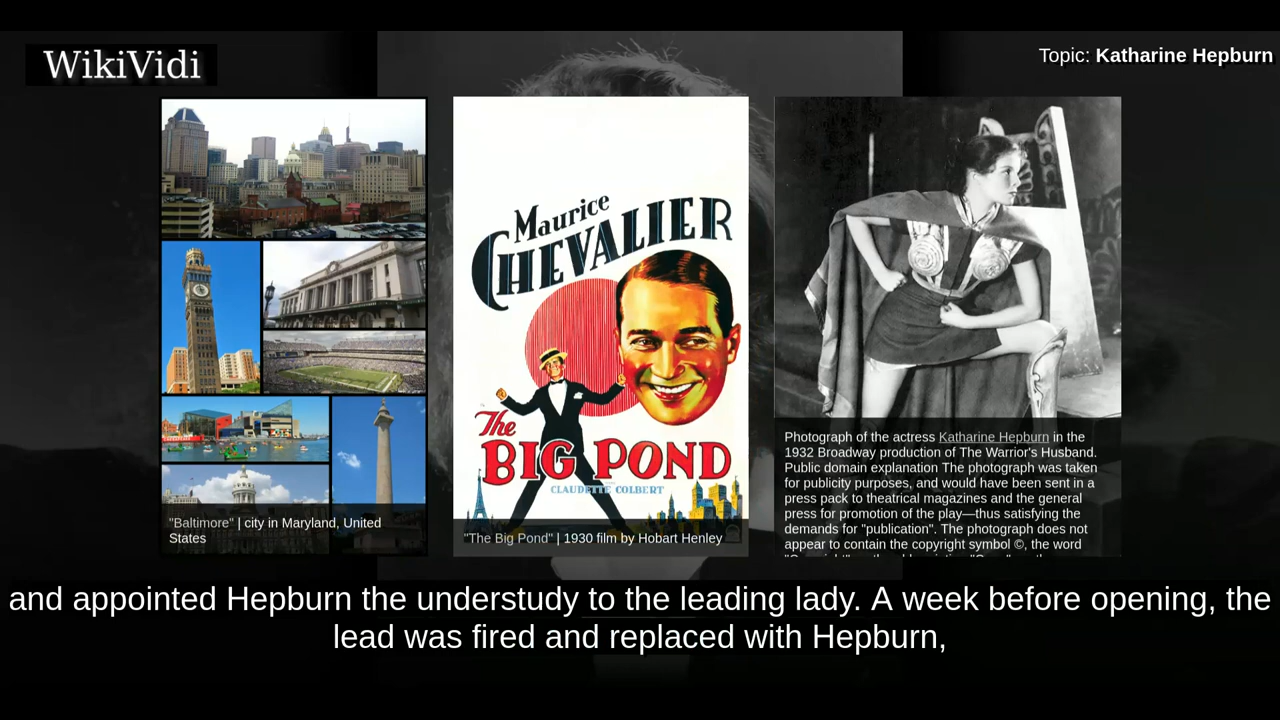 WikiVidi
Topic: Katharine Hepburn
"Baltimore" | city in Maryland, United
States
Maurice
CHEVALIER
The
BIG POND
CLAUDETTE COLBERT
"The Big Pond" | 1930 film by Hobart Henley
Photograph of the actress Katharine Hepburn in the
1932 Broadway production of The Warrior's Husband.
Public domain explanation The photograph was taken
for publicity purposes, and would have been sent in a
press pack to theatrical magazines and the general
press for promotion of the play—thus satisfying the
demands for "publication". The photograph does not
appear to contain the copyright symbol ©, the word
and appointed Hepburn the understudy to the leading lady. A week before opening, the
lead was fired and replaced with Hepburn,